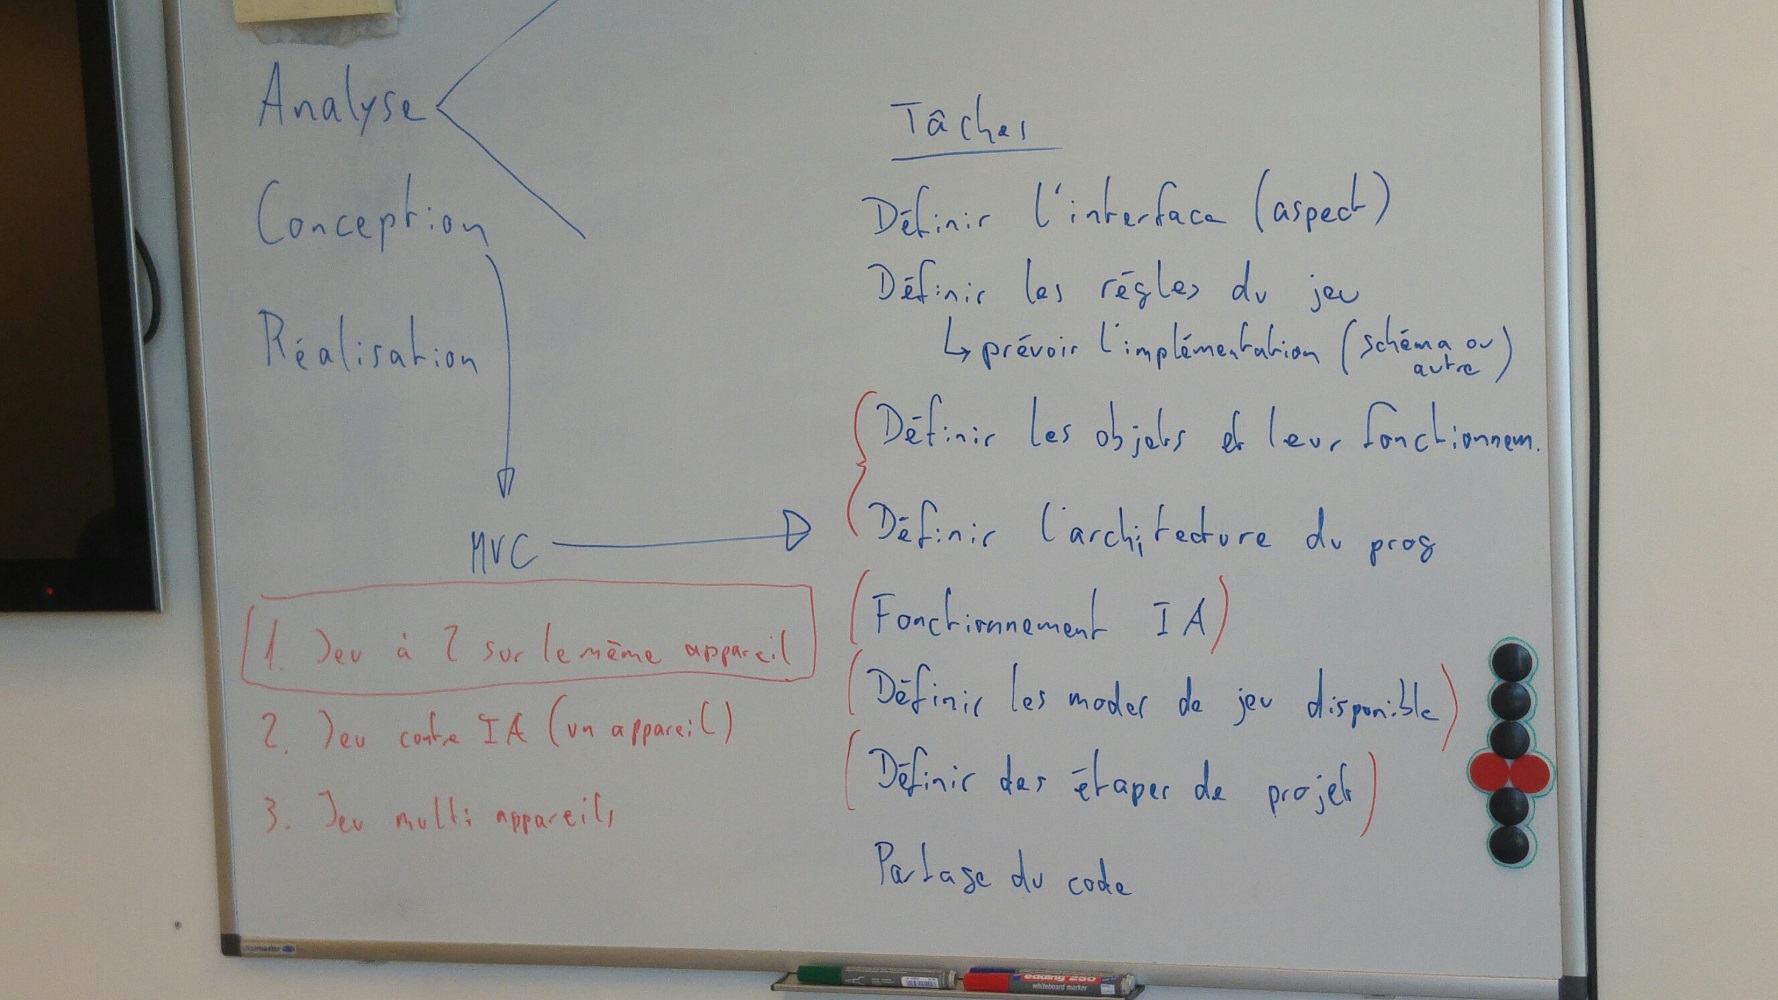 Analyse
Conception
Réalisation
MVC
1. Jeu à 2 sur le même appareil
2. Jeu contre IA (un appareil)
3. Jeu multi appareils
Tâches
Définir l'interface (aspect)
Définir les régles du jeu
↳ prévoir l'implémentation (schéma ou
autre)
Définir les objets et leur fonctionnem.
Définir l'architecture du prog
(Fonctionnement IA)
(Définir les modes de jeu disponible)
(Définir des étapes de projet)
Partage du code
legamaster
edding 250
whiteboard marker